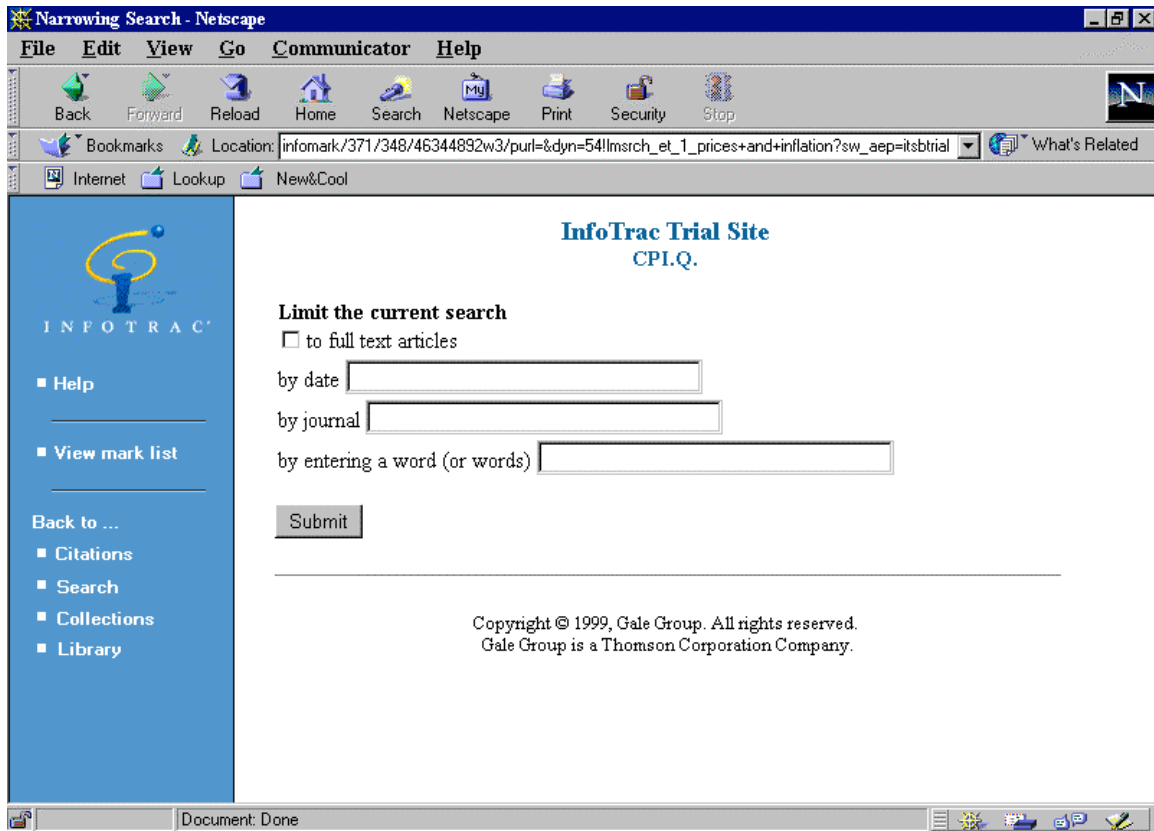 Narrowing Search - Netscape
File Edit View Go Communicator Help
My
N
Back Forward Reload Home Search Netscape Print Security Stop
Bookmarks Location: infomark/371/348/46344892w3/purl=&dyn=54!lmsrch_et_1_prices+and+inflation?sw_aep=itsbtrial What's Related
Internet Lookup New&Cool
INFOTRAC
Help
View mark list
Back to ...
Citations
Search
Collections
Library
InfoTrac Trial Site
CPI.Q.
Limit the current search
to full text articles
by date
by journal
by entering a word (or words)
Submit
Copyright © 1999, Gale Group. All rights reserved.
Gale Group is a Thomson Corporation Company.
Document: Done